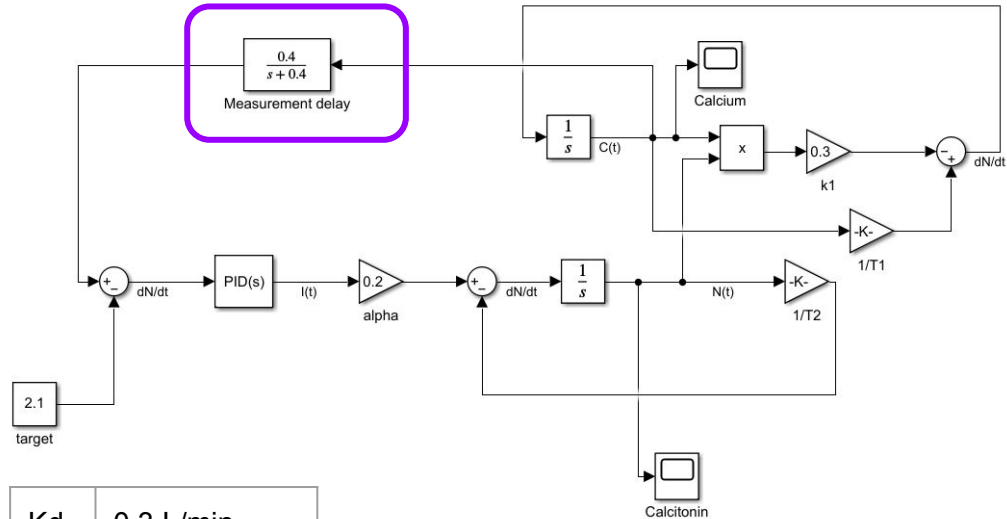 0.4
s + 0.4
Measurement delay
Calcium
1
s
C(t)
x
0.3
k1
−
+
dN/dt
-K-
1/T1
+
−
dN/dt
PID(s)
I(t)
0.2
alpha
+
−
dN/dt
1
s
N(t)
-K-
1/T2
2.1
target
Calcitonin